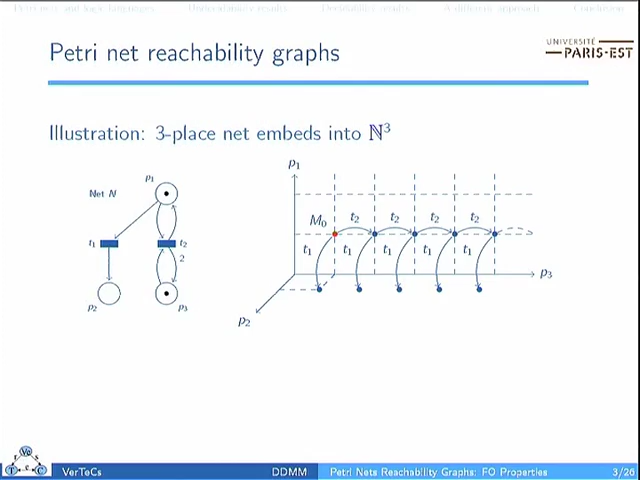 Petri nets and logic languages Undecidability results Decidability results A different approach Conclusion
Petri net reachability graphs
UNIVERSITÉ
PARIS-EST
Illustration: 3-place net embeds into ℕ³
Net N
p₁
t₁
t₂
2
p₂
p₃
p₁
M₀
t₂ t₂ t₂ t₂
t₁ t₁ t₁ t₁ t₁
p₃
p₂
Ve
T
C
VerTeCs
DDMM
Petri Nets Reachability Graphs: FO Properties
3/26